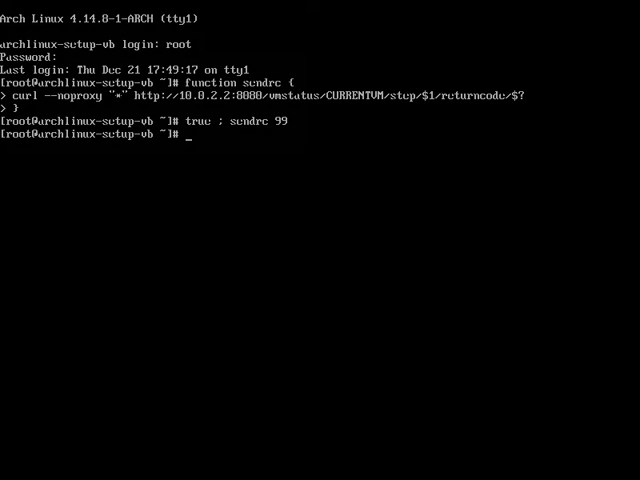 Arch Linux 4.14.8-1-ARCH (tty1)
archlinux-setup-vb login: root
Password:
Last login: Thu Dec 21 17:49:17 on tty1
[root@archlinux-setup-vb ~]# function sendrc {
> curl --noproxy "*" http://10.0.2.2:8080/vmstatus/CURRENTVM/step/$1/returncode/$?
> }
[root@archlinux-setup-vb ~]# true ; sendrc 99
[root@archlinux-setup-vb ~]# _